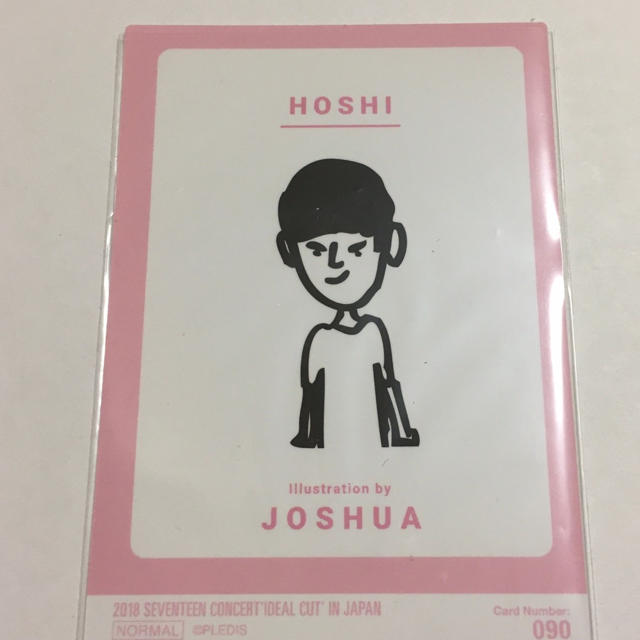 HOSHI
Illustration by
JOSHUA
2018 SEVENTEEN CONCERT'IDEAL CUT' IN JAPAN
Card Number:
NORMAL ©PLEDIS
090